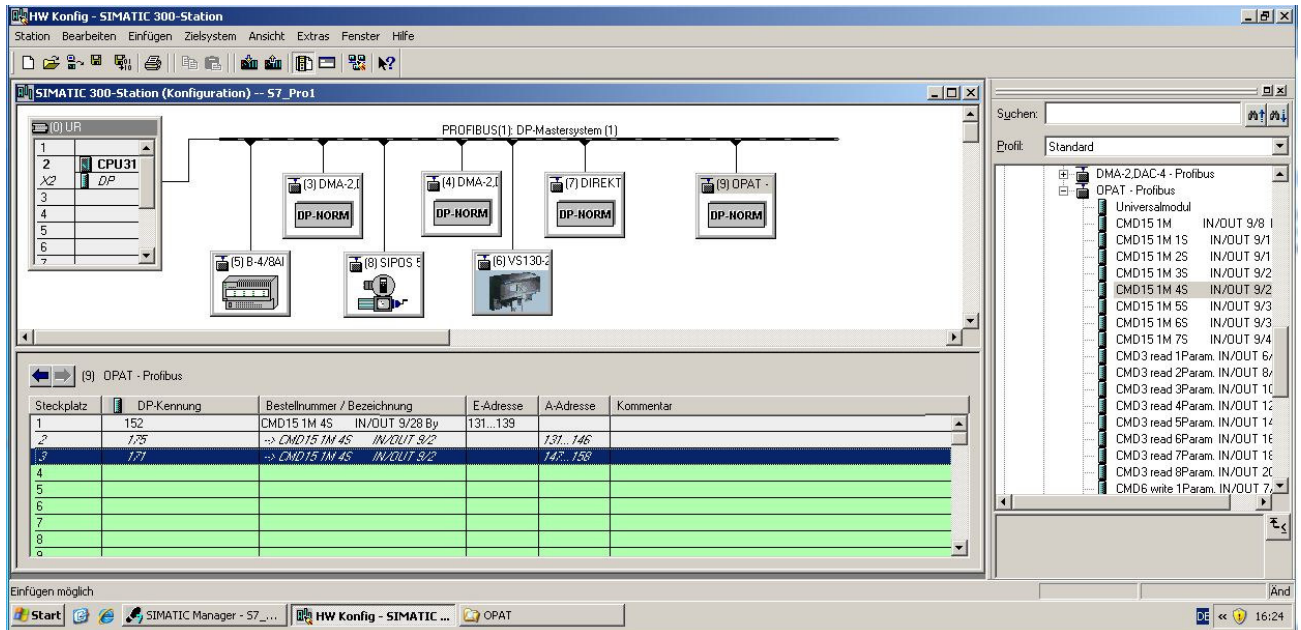 HW Konfig - SIMATIC 300-Station
Station Bearbeiten Einfügen Zielsystem Ansicht Extras Fenster Hilfe
SIMATIC 300-Station (Konfiguration) -- S7_Pro1
(0) UR
1
2 CPU31
X2 DP
3
4
5
6
7
PROFIBUS(1): DP-Mastersystem (1)
(3) DMA-2,D
DP-NORM
(4) DMA-2,D
DP-NORM
(7) DIREKT
DP-NORM
(9) OPAT -
DP-NORM
(5) B-4/8AI
(8) SIPOS 5
(6) VS130-2
(9) OPAT - Profibus
Steckplatz DP-Kennung Bestellnummer / Bezeichnung E-Adresse A-Adresse Kommentar
1 152 CMD15 1M 4S IN/OUT 9/28 By 131...139
2 175 --> CMD15 1M 4S IN/OUT 9/2 131...146
3 171 --> CMD15 1M 4S IN/OUT 9/2 147...158
4
5
6
7
8
9
Suchen:
Profil: Standard
DMA-2,DAC-4 - Profibus
OPAT - Profibus
Universalmodul
CMD15 1M IN/OUT 9/8
CMD15 1M 1S IN/OUT 9/1
CMD15 1M 2S IN/OUT 9/1
CMD15 1M 3S IN/OUT 9/2
CMD15 1M 4S IN/OUT 9/2
CMD15 1M 5S IN/OUT 9/3
CMD15 1M 6S IN/OUT 9/3
CMD15 1M 7S IN/OUT 9/4
CMD3 read 1Param. IN/OUT 6/
CMD3 read 2Param. IN/OUT 8/
CMD3 read 3Param. IN/OUT 10
CMD3 read 4Param. IN/OUT 12
CMD3 read 5Param. IN/OUT 14
CMD3 read 6Param IN/OUT 16
CMD3 read 7Param. IN/OUT 18
CMD3 read 8Param. IN/OUT 20
CMD6 write 1Param. IN/OUT 7/
Einfügen möglich
Änd
Start SIMATIC Manager - S7_... HW Konfig - SIMATIC ... OPAT DE « 16:24